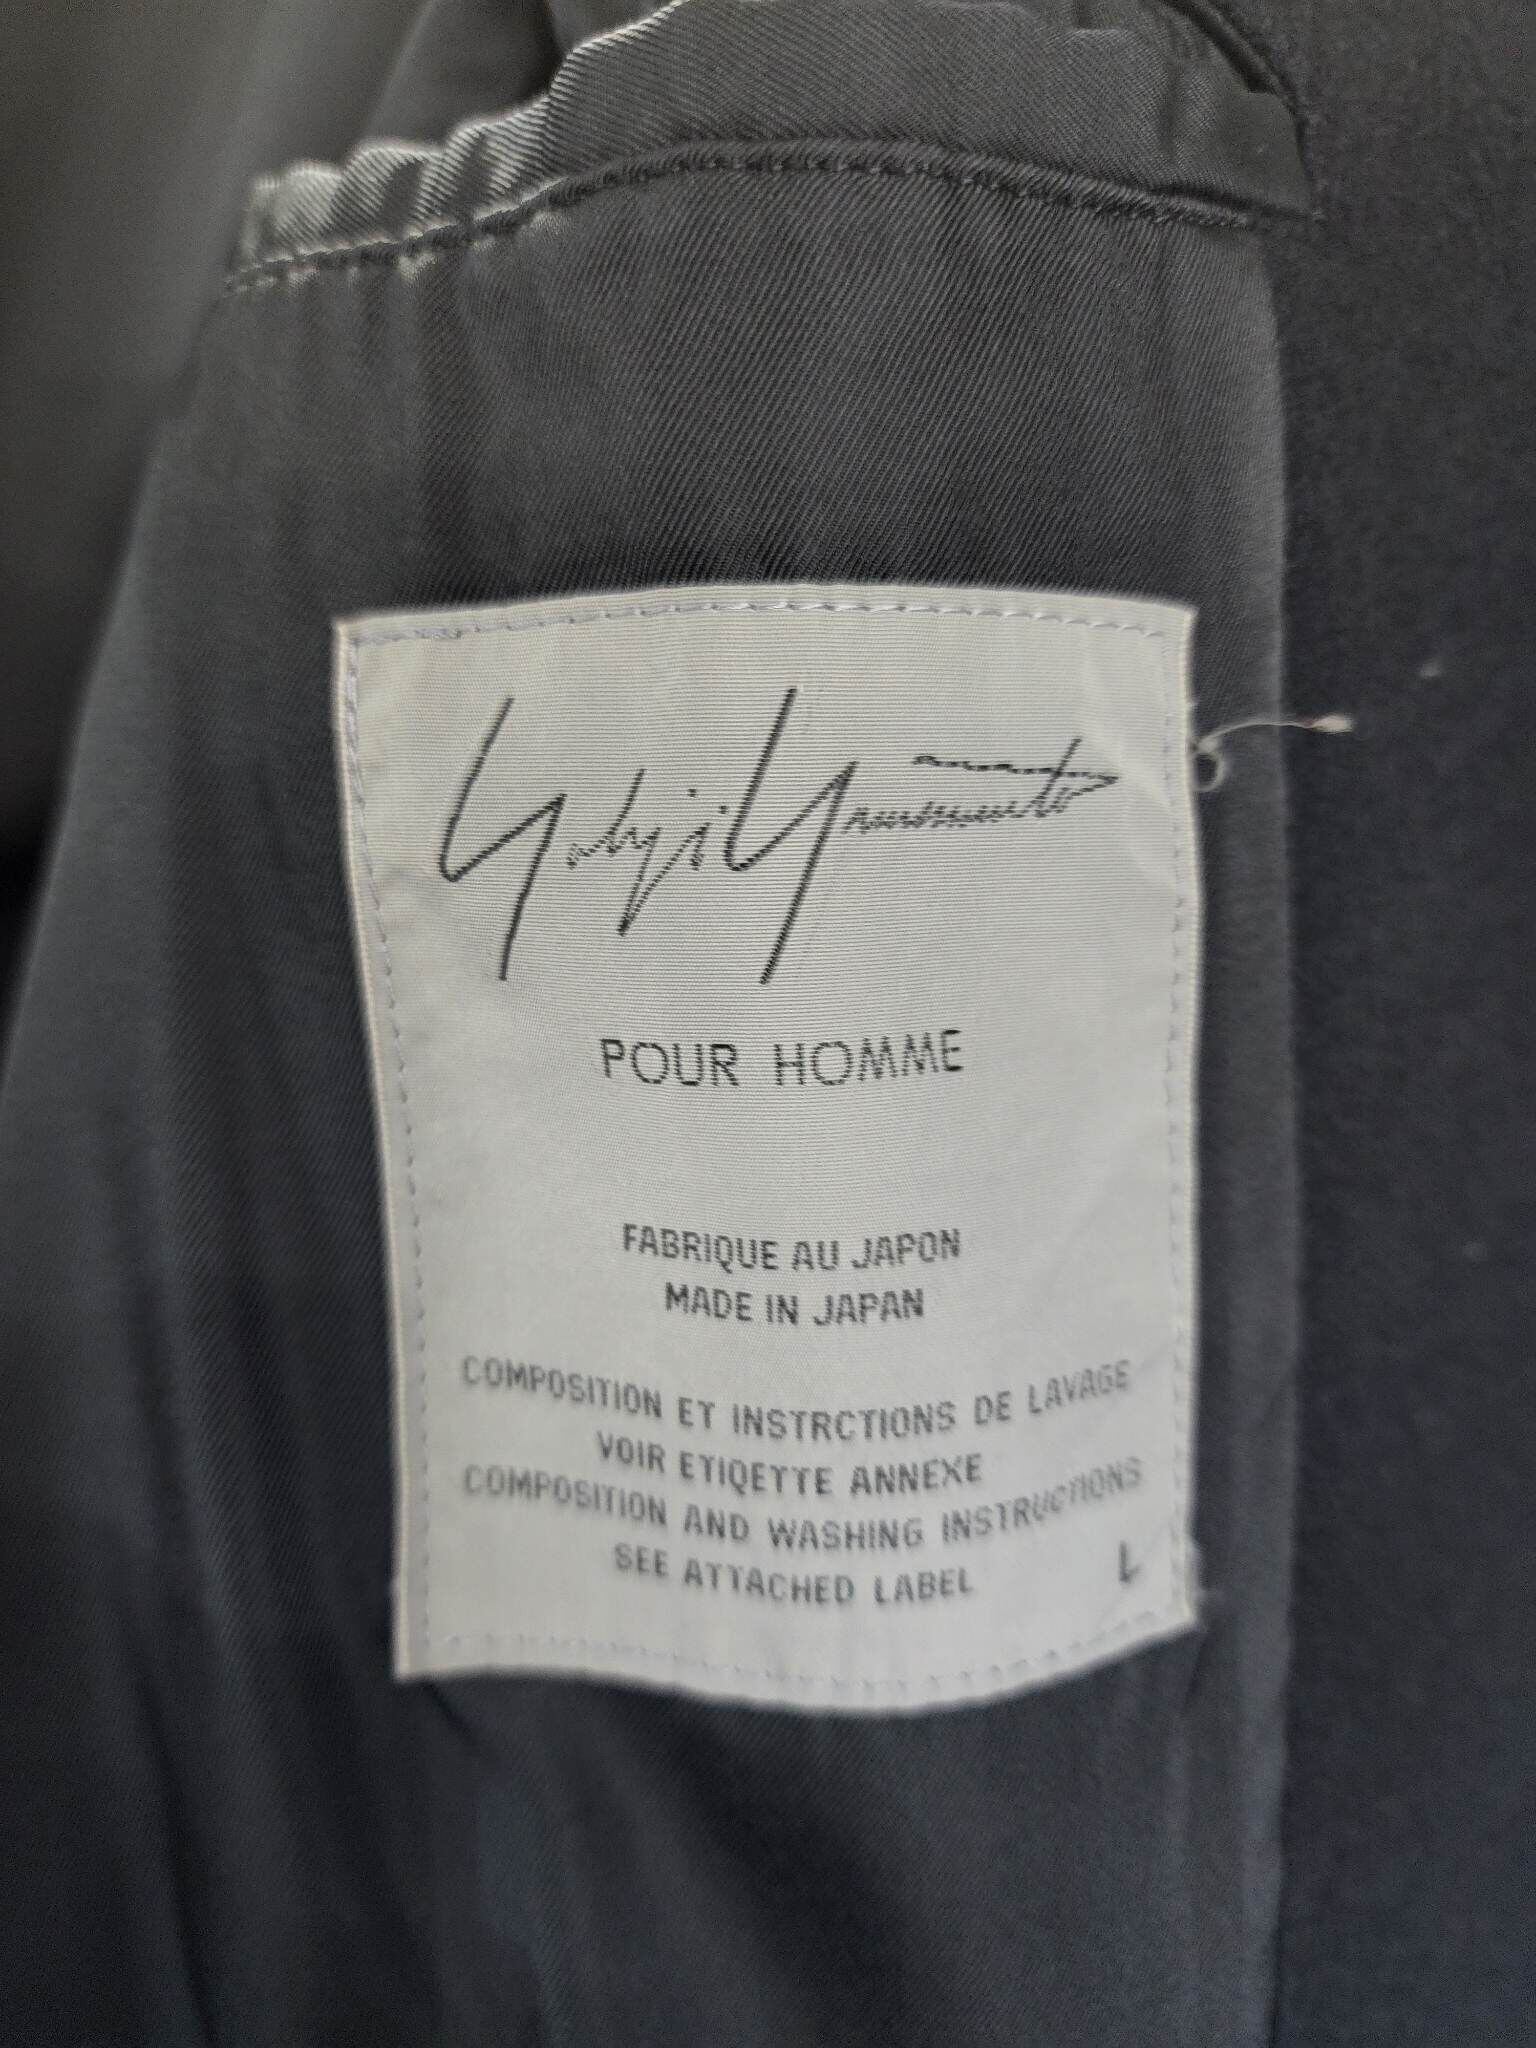 Yohji Yamamoto
POUR HOMME
FABRIQUE AU JAPON
MADE IN JAPAN
COMPOSITION ET INSTRCTIONS DE LAVAGE
VOIR ETIQETTE ANNEXE
COMPOSITION AND WASHING INSTRUCTIONS
SEE ATTACHED LABEL
L